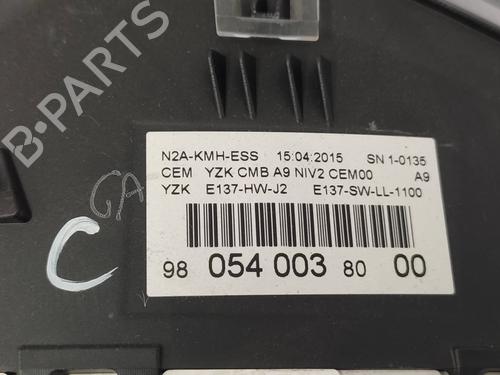 B-PARTS
N2A-KMH-ESS 15:04:2015 SN 1-0135
CEM YZK CMB A9 NIV2 CEM00 A9
YZK E137-HW-J2 E137-SW-LL-1100
98 054 003 80 00
C